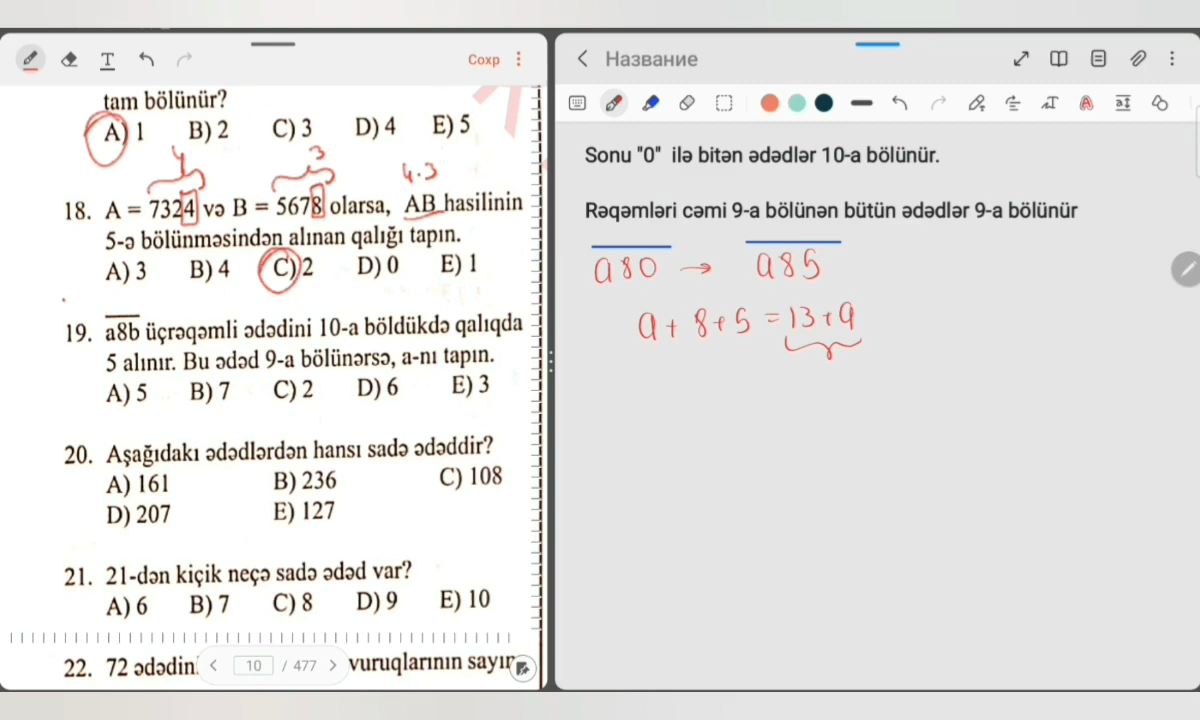 Сохр
tam bölünür?
A) 1 B) 2 C) 3 D) 4 E) 5
4 3 4·3
18. A = 7324 və B = 5678 olarsa, AB hasilinin
5-ə bölünməsindən alınan qalığı tapın.
A) 3 B) 4 C) 2 D) 0 E) 1
19. a8b üçrəqəmli ədədini 10-a böldükdə qalıqda
5 alınır. Bu ədəd 9-a bölünərsə, a-nı tapın.
A) 5 B) 7 C) 2 D) 6 E) 3
20. Aşağıdakı ədədlərdən hansı sadə ədəddir?
A) 161 B) 236 C) 108
D) 207 E) 127
21. 21-dən kiçik neçə sadə ədəd var?
A) 6 B) 7 C) 8 D) 9 E) 10
22. 72 ədədin vuruqlarının sayın
10 / 477
Название
Sonu "0" ilə bitən ədədlər 10-a bölünür.
Rəqəmləri cəmi 9-a bölünən bütün ədədlər 9-a bölünür
a80 → a85
a + 8 + 5 = 13 + a